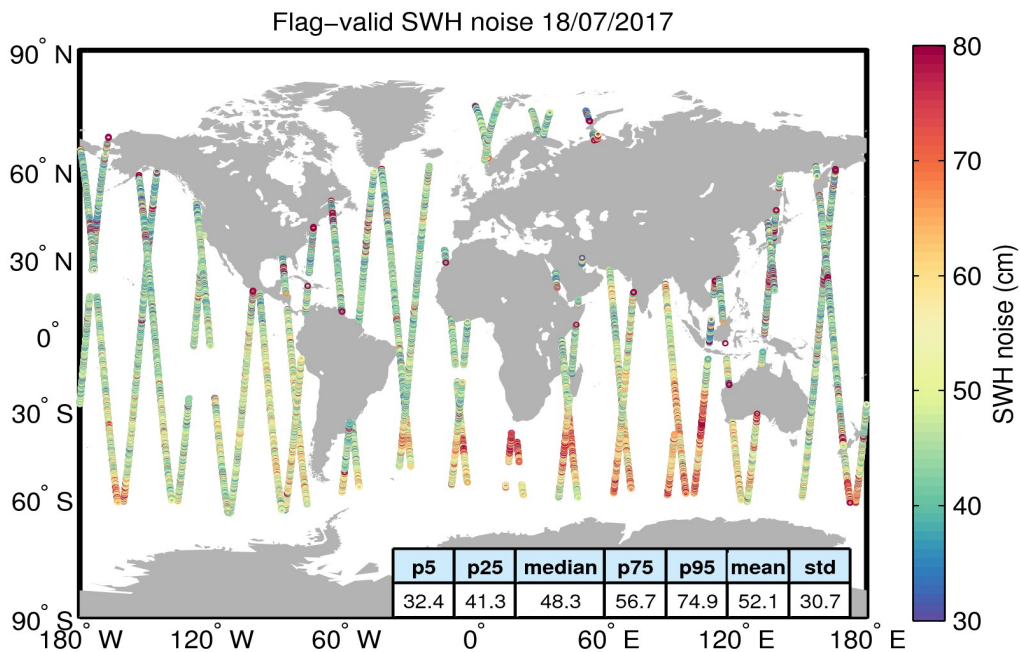 Flag−valid SWH noise 18/07/2017
90° N
60° N
30° N
0°
30° S
60° S
90° S
180° W
120° W
60° W
0°
60° E
120° E
180° E
p5 p25 median p75 p95 mean std
32.4 41.3 48.3 56.7 74.9 52.1 30.7
80
70
60
50
40
30
SWH noise (cm)